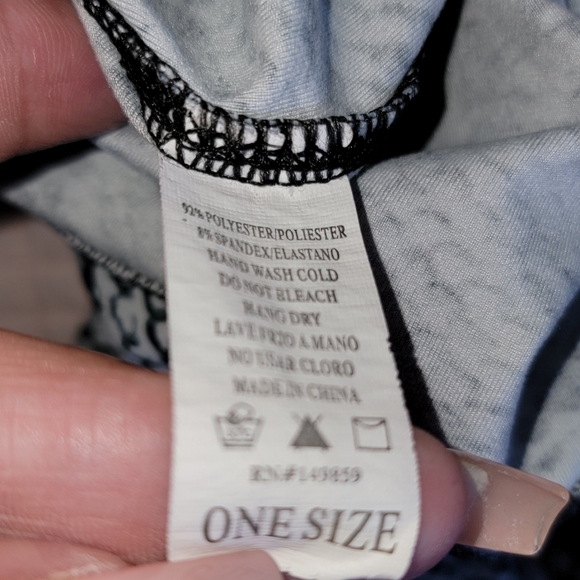 92% POLYESTER/POLIESTER
8% SPANDEX/ELASTANO
HAND WASH COLD
DO NOT BLEACH
HANG DRY
LAVE FRIO A MANO
NO USAR CLORO
MADE IN CHINA
RN#149859
ONE SIZE